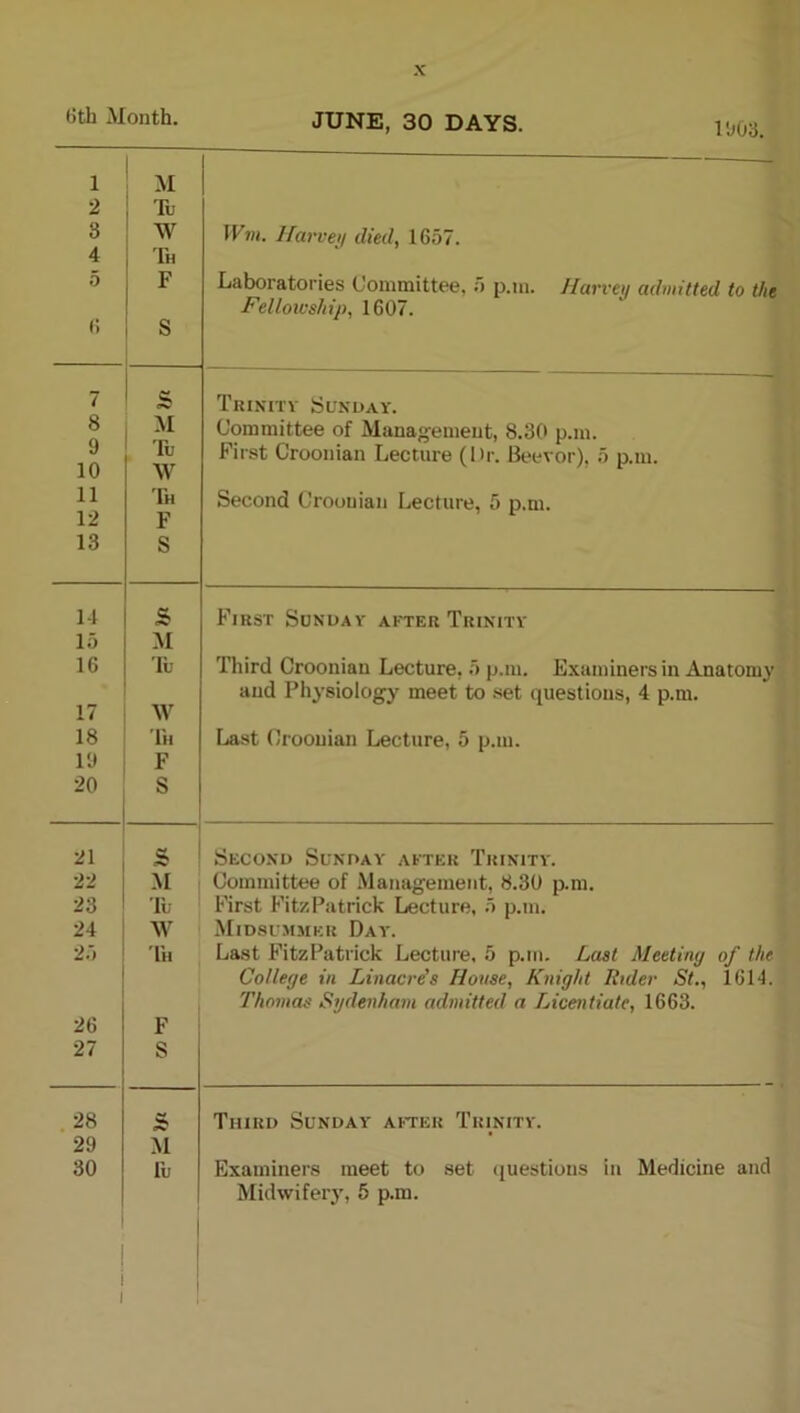 x
6th Month. JUNE, 30 DAYS. 1903.
1 M
2 Tu
3 W Wm. Harvey died, 1657.
4 Th
5 F Laboratories Committee, 5 p.m. Harvey admitted to the
Fellowship, 1607.
6 S
7 S Trinity Sunday.
8 M Committee of Management, 8.30 p.m.
9 Tu First Croonian Lecture (Dr. Beevor), 5 p.m.
10 W
11 Th Second Croonian Lecture, 5 p.m.
12 F
13 S
14 S First Sunday after Trinity
15 M
16 Tu Third Croonian Lecture, 5 p.m. Examiners in Anatomy
and Physiology meet to set questions, 4 p.m.
17 W
18 Th Last Croonian Lecture, 5 p.m.
19 F
20 S
21 S Second Sunday after Trinity.
22 M Committee of Management, 8.30 p.m.
23 Tu First FitzPatrick Lecture, 5 p.m.
24 W Midsummer Day.
25 Th Last FitzPatrick Lecture, 5 p.m. Last Meeting of the
College in Linacre's House, Knight Rider St., 1614.
Thomas Sydenham admitted a Licentiate, 1663.
26 F
27 S
28 S Third Sunday after Trinity.
29 M
30 Tu Examiners meet to set questions in Medicine and
Midwifery, 5 p.m.